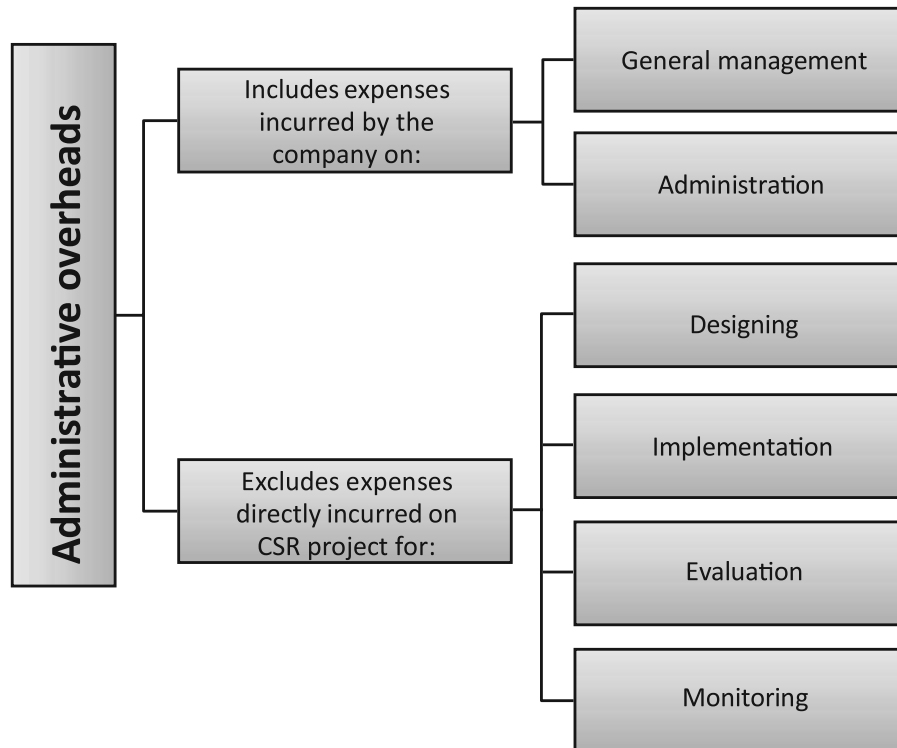 Administrative overheads
Includes expenses
incurred by the
company on:
General management
Administration
Excludes expenses
directly incurred on
CSR project for:
Designing
Implementation
Evaluation
Monitoring